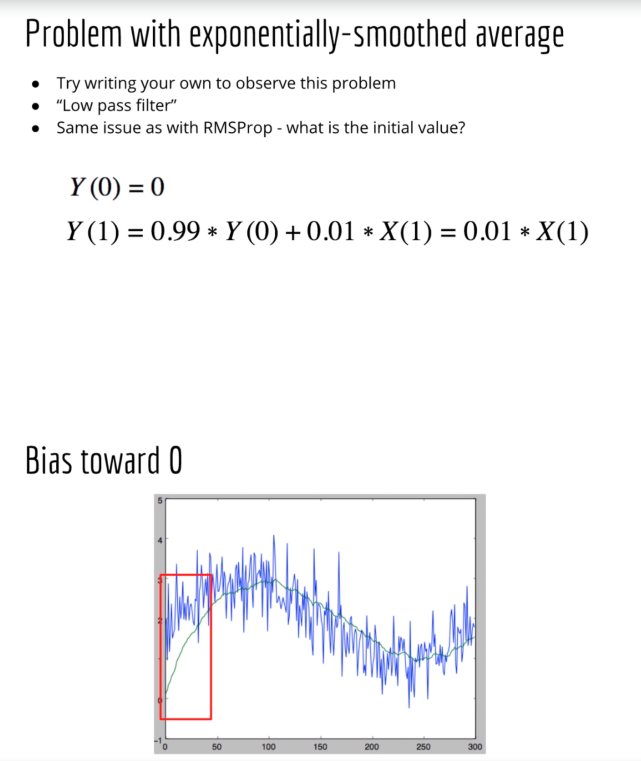 Problem with exponentially-smoothed average
● Try writing your own to observe this problem
● “Low pass filter”
● Same issue as with RMSProp - what is the initial value?
Y(0) = 0
Y(1) = 0.99 * Y(0) + 0.01 * X(1) = 0.01 * X(1)
Bias toward 0
5
4
3
2
1
0
-1
0 50 100 150 200 250 300